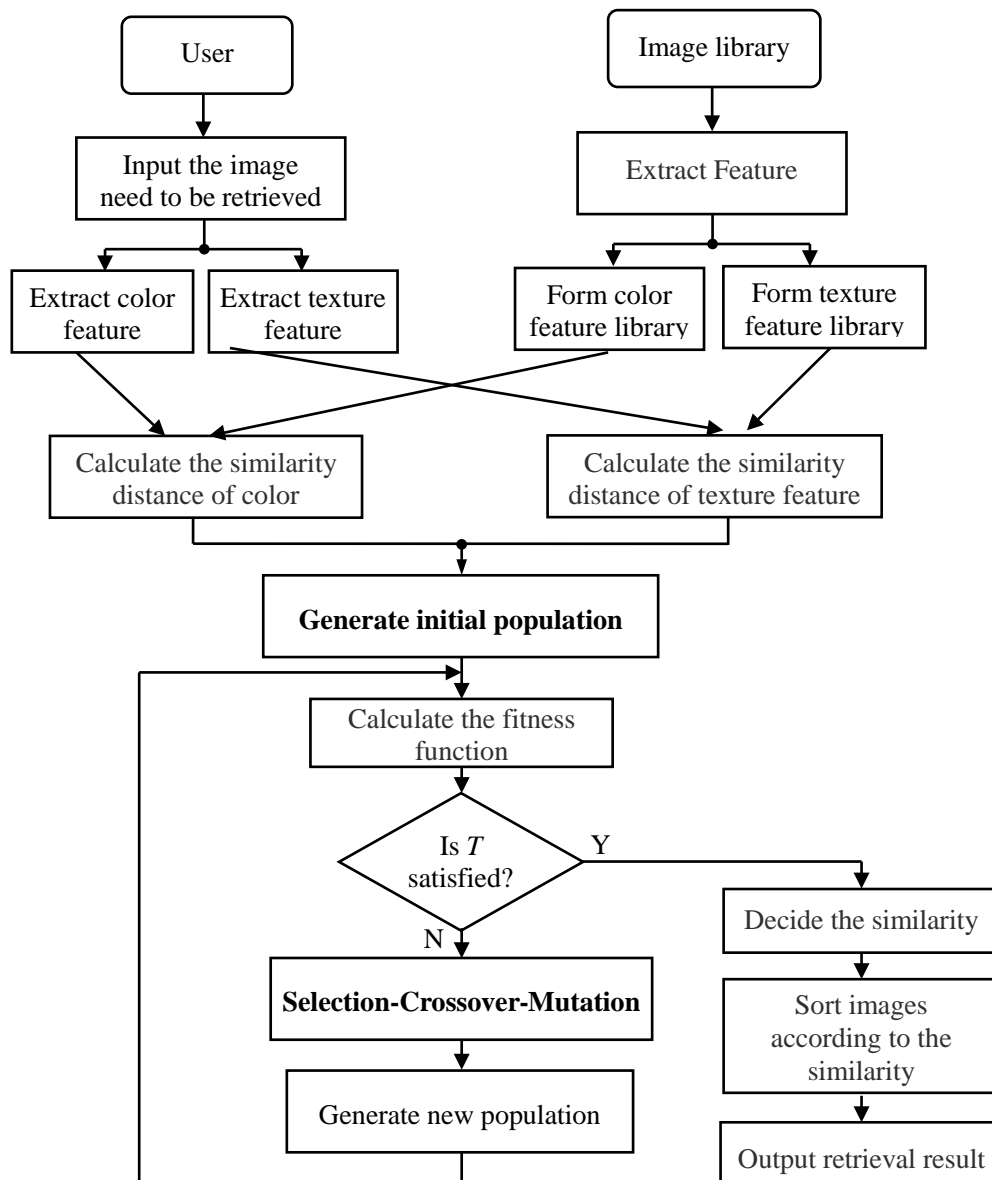 User
Image library
Input the image
need to be retrieved
Extract Feature
Extract color
feature
Extract texture
feature
Form color
feature library
Form texture
feature library
Calculate the similarity
distance of color
Calculate the similarity
distance of texture feature
Generate initial population
Calculate the fitness
function
Is T
satisfied?
Y
N
Decide the similarity
Selection-Crossover-Mutation
Sort images
according to the
similarity
Generate new population
Output retrieval result